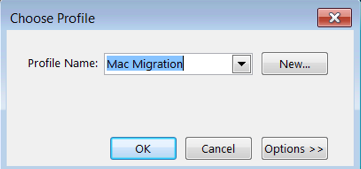 Choose Profile
Profile Name: Mac Migration New...
OK Cancel Options >>